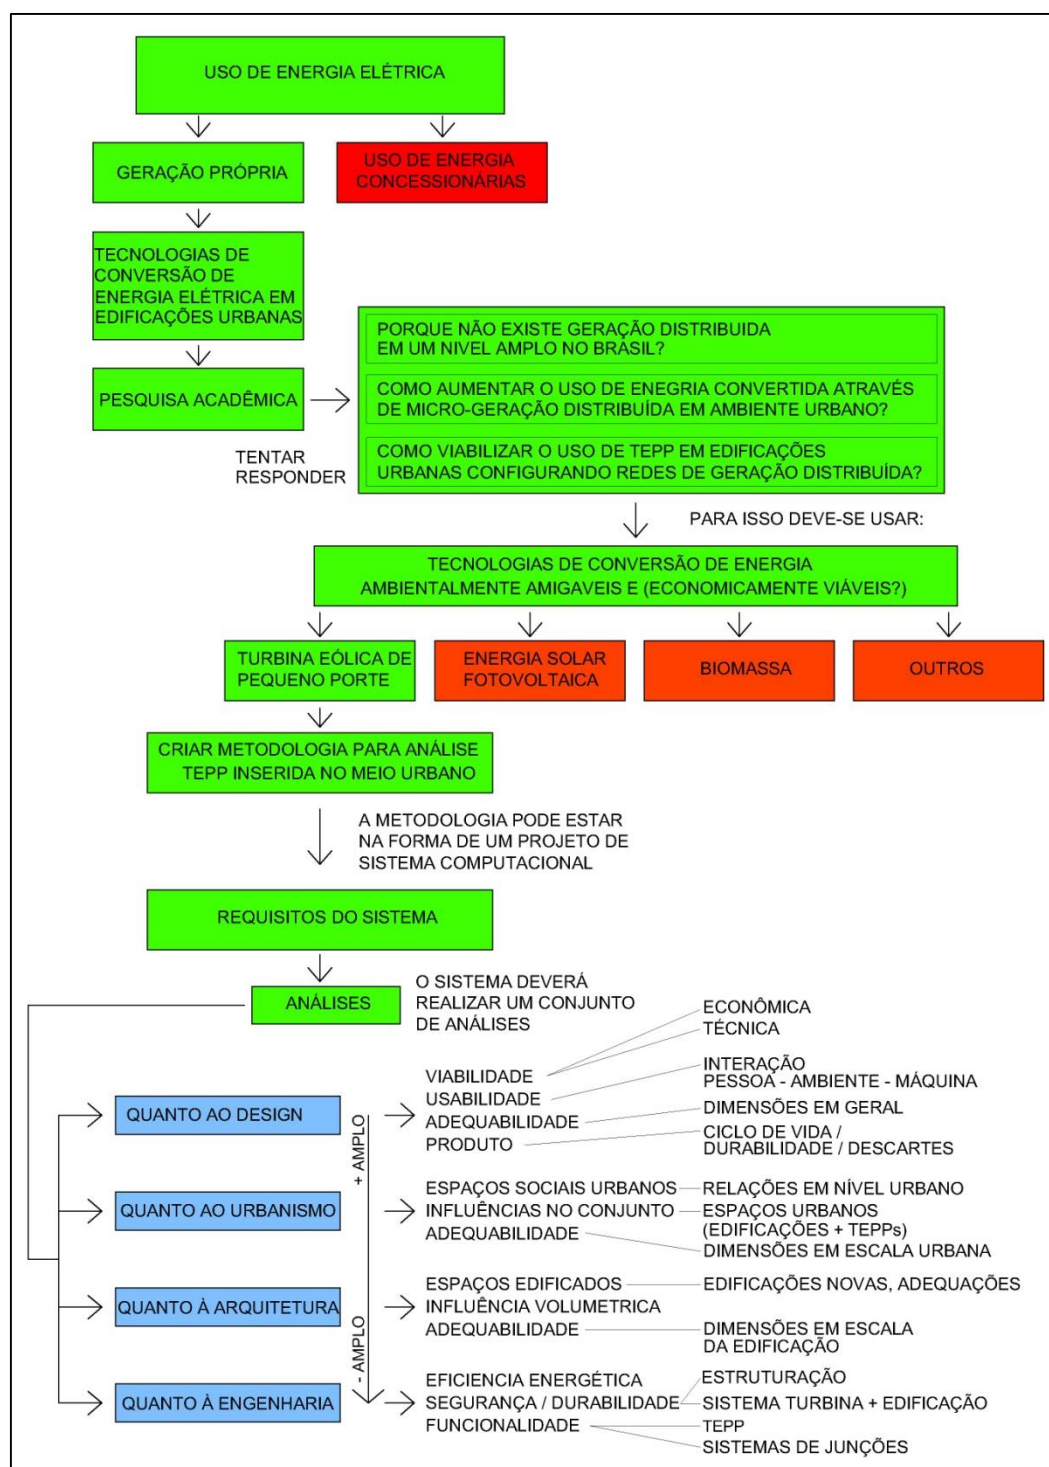 USO DE ENERGIA ELÉTRICA
GERAÇÃO PRÓPRIA
USO DE ENERGIA
CONCESSIONÁRIAS
TECNOLOGIAS DE
CONVERSÃO DE
ENERGIA ELÉTRICA EM
EDIFICAÇÕES URBANAS
PESQUISA ACADÊMICA
TENTAR
RESPONDER
PORQUE NÃO EXISTE GERAÇÃO DISTRIBUIDA
EM UM NIVEL AMPLO NO BRASIL?
COMO AUMENTAR O USO DE ENEGRIA CONVERTIDA ATRAVÉS
DE MICRO-GERAÇÃO DISTRIBUÍDA EM AMBIENTE URBANO?
COMO VIABILIZAR O USO DE TEPP EM EDIFICAÇÕES
URBANAS CONFIGURANDO REDES DE GERAÇÃO DISTRIBUÍDA?
PARA ISSO DEVE-SE USAR:
TECNOLOGIAS DE CONVERSÃO DE ENERGIA
AMBIENTALMENTE AMIGAVEIS E (ECONOMICAMENTE VIÁVEIS?)
TURBINA EÓLICA DE
PEQUENO PORTE
ENERGIA SOLAR
FOTOVOLTAICA
BIOMASSA
OUTROS
CRIAR METODOLOGIA PARA ANÁLISE
TEPP INSERIDA NO MEIO URBANO
A METODOLOGIA PODE ESTAR
NA FORMA DE UM PROJETO DE
SISTEMA COMPUTACIONAL
REQUISITOS DO SISTEMA
ANÁLISES
O SISTEMA DEVERÁ
REALIZAR UM CONJUNTO
DE ANÁLISES
QUANTO AO DESIGN
+ AMPLO
VIABILIDADE
USABILIDADE
ADEQUABILIDADE
PRODUTO
ECONÔMICA
TÉCNICA
INTERAÇÃO
PESSOA - AMBIENTE - MÁQUINA
DIMENSÕES EM GERAL
CICLO DE VIDA /
DURABILIDADE / DESCARTES
QUANTO AO URBANISMO
ESPAÇOS SOCIAIS URBANOS
INFLUÊNCIAS NO CONJUNTO
ADEQUABILIDADE
RELAÇÕES EM NÍVEL URBANO
ESPAÇOS URBANOS
(EDIFICAÇÕES + TEPPs)
DIMENSÕES EM ESCALA URBANA
QUANTO À ARQUITETURA
- AMPLO
ESPAÇOS EDIFICADOS
INFLUÊNCIA VOLUMETRICA
ADEQUABILIDADE
EDIFICAÇÕES NOVAS, ADEQUAÇÕES
DIMENSÕES EM ESCALA
DA EDIFICAÇÃO
QUANTO À ENGENHARIA
EFICIENCIA ENERGÉTICA
SEGURANÇA / DURABILIDADE
FUNCIONALIDADE
ESTRUTURAÇÃO
SISTEMA TURBINA + EDIFICAÇÃO
TEPP
SISTEMAS DE JUNÇÕES